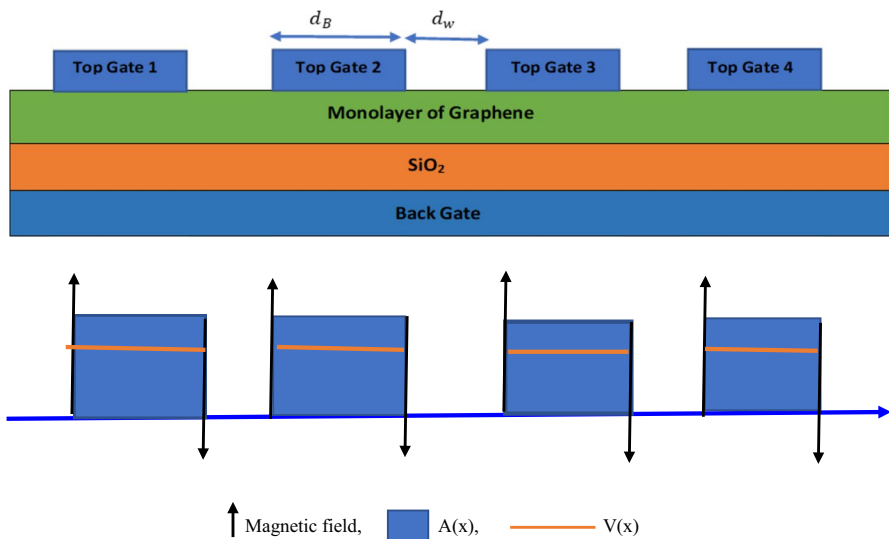 d_B d_w
Top Gate 1 Top Gate 2 Top Gate 3 Top Gate 4
Monolayer of Graphene
SiO₂
Back Gate
Magnetic field, A(x), V(x)